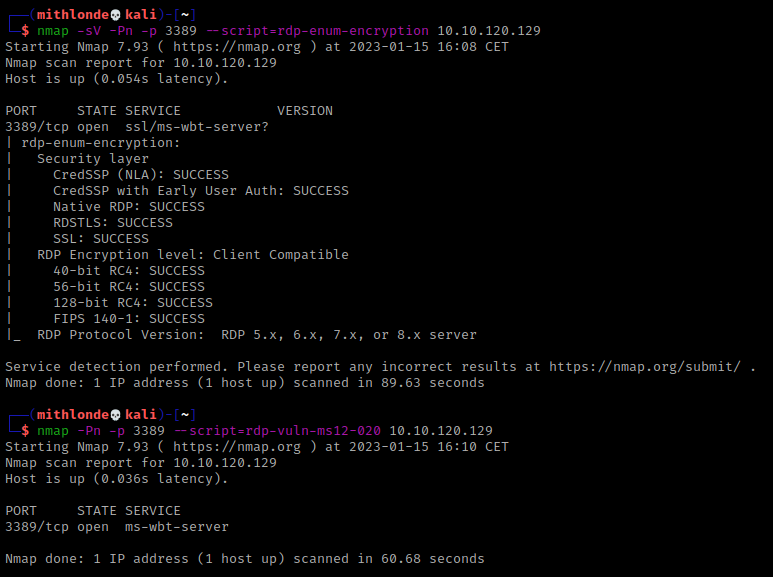 ┌──(mithlonde💀kali)-[~]
└─$ nmap -sV -Pn -p 3389 --script=rdp-enum-encryption 10.10.120.129
Starting Nmap 7.93 ( https://nmap.org ) at 2023-01-15 16:08 CET
Nmap scan report for 10.10.120.129
Host is up (0.054s latency).

PORT     STATE SERVICE            VERSION
3389/tcp open  ssl/ms-wbt-server?
| rdp-enum-encryption:
|   Security layer
|     CredSSP (NLA): SUCCESS
|     CredSSP with Early User Auth: SUCCESS
|     Native RDP: SUCCESS
|     RDSTLS: SUCCESS
|     SSL: SUCCESS
|   RDP Encryption level: Client Compatible
|     40-bit RC4: SUCCESS
|     56-bit RC4: SUCCESS
|     128-bit RC4: SUCCESS
|     FIPS 140-1: SUCCESS
|_  RDP Protocol Version:  RDP 5.x, 6.x, 7.x, or 8.x server

Service detection performed. Please report any incorrect results at https://nmap.org/submit/ .
Nmap done: 1 IP address (1 host up) scanned in 89.63 seconds

┌──(mithlonde💀kali)-[~]
└─$ nmap -Pn -p 3389 --script=rdp-vuln-ms12-020 10.10.120.129
Starting Nmap 7.93 ( https://nmap.org ) at 2023-01-15 16:10 CET
Nmap scan report for 10.10.120.129
Host is up (0.036s latency).

PORT     STATE SERVICE
3389/tcp open  ms-wbt-server

Nmap done: 1 IP address (1 host up) scanned in 60.68 seconds